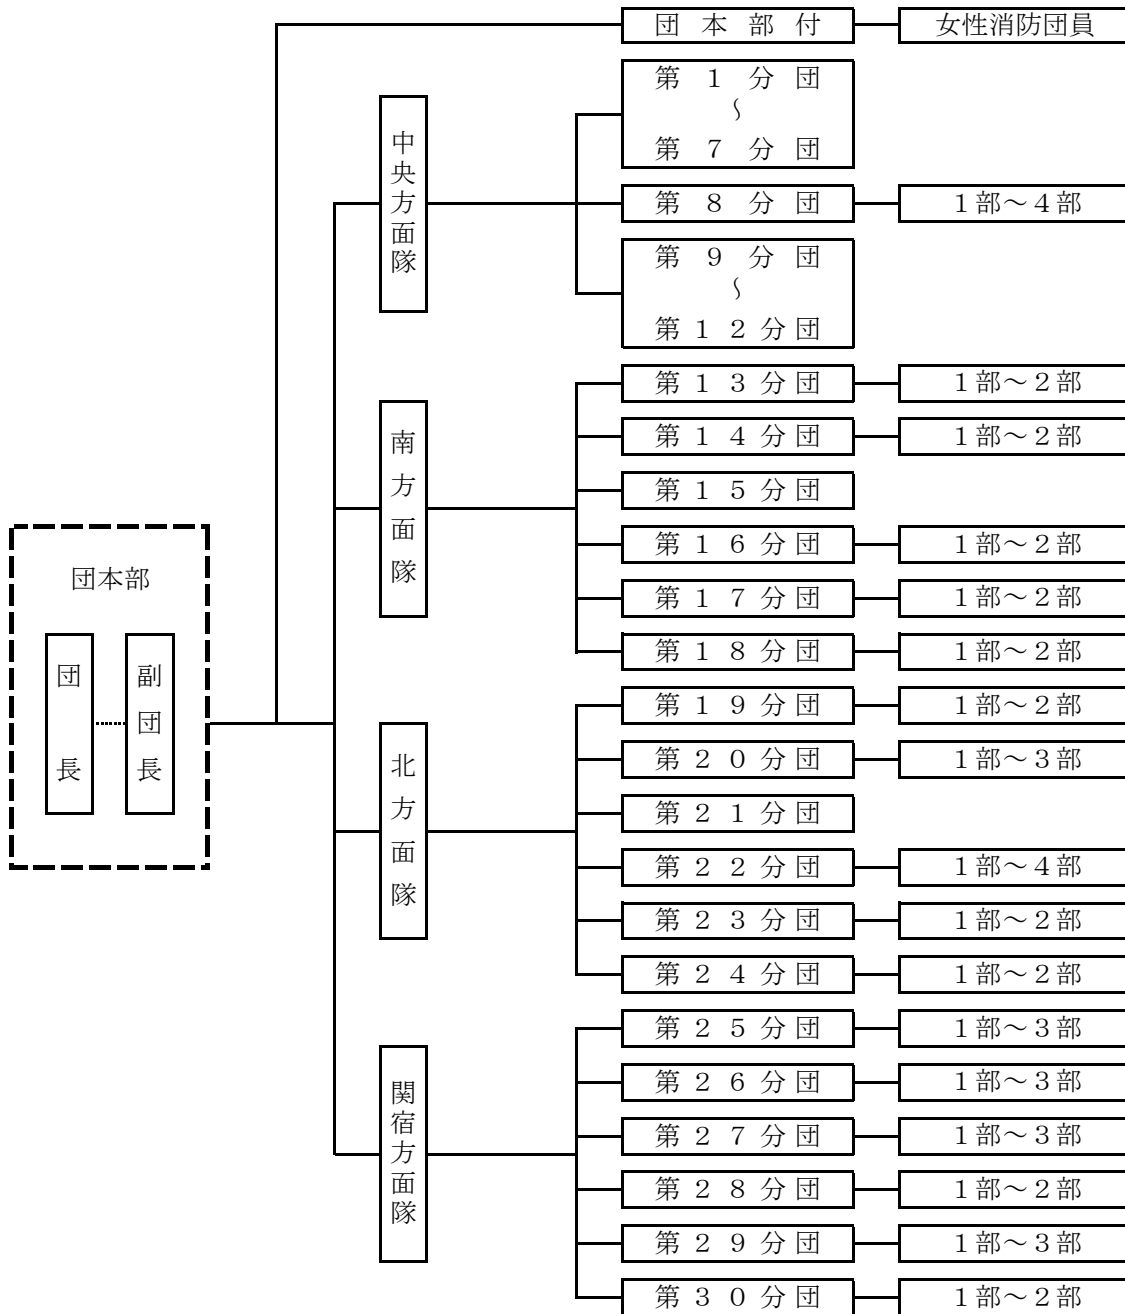 団本部付
女性消防団員
中央方面隊
第１分団
～
第７分団
第８分団
１部～４部
第９分団
～
第１２分団
南方面隊
第１３分団
１部～２部
第１４分団
１部～２部
第１５分団
第１６分団
１部～２部
第１７分団
１部～２部
第１８分団
１部～２部
団本部
団長
副団長
北方面隊
第１９分団
１部～２部
第２０分団
１部～３部
第２１分団
第２２分団
１部～４部
第２３分団
１部～２部
第２４分団
１部～２部
関宿方面隊
第２５分団
１部～３部
第２６分団
１部～３部
第２７分団
１部～３部
第２８分団
１部～２部
第２９分団
１部～３部
第３０分団
１部～２部